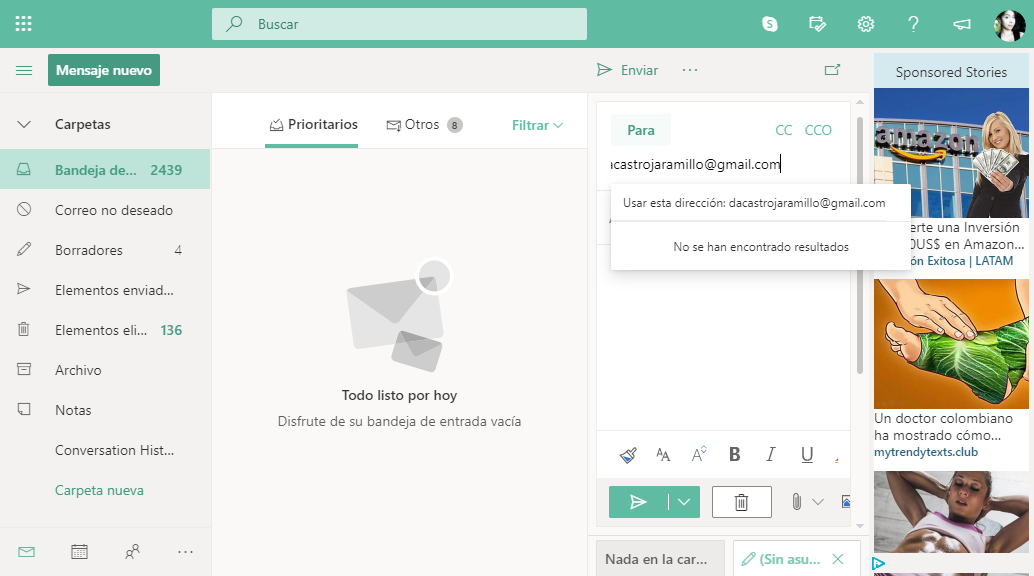 Buscar
Mensaje nuevo
Enviar
Sponsored Stories
Carpetas
Prioritarios
Otros 8
Filtrar
Para
CC CCO
acastrojaramillo@gmail.com
Usar esta dirección: dacastrojaramillo@gmail.com
No se han encontrado resultados
Bandeja de... 2439
Correo no deseado
Borradores 4
Elementos enviad...
Elementos eli... 136
Archivo
Notas
Conversation Hist...
Carpeta nueva
Todo listo por hoy
Disfrute de su bandeja de entrada vacía
amazon
erte una Inversión
0US$ en Amazon...
ón Exitosa | LATAM
Un doctor colombiano
ha mostrado cómo...
mytrendytexts.club
B I U
Nada en la car...
(Sin asu...